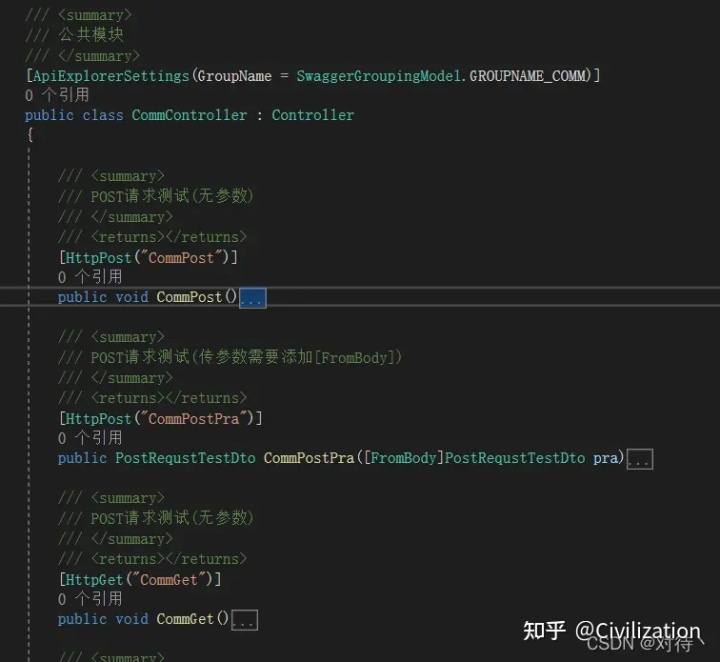 /// <summary>
/// 公共模块
/// </summary>
[ApiExplorerSettings(GroupName = SwaggerGroupingModel.GROUPNAME_COMM)]
0 个引用
public class CommController : Controller
{
/// <summary>
/// POST请求测试(无参数)
/// </summary>
/// <returns></returns>
[HttpPost("CommPost")]
0 个引用
public void CommPost()...
/// <summary>
/// POST请求测试(传参数需要添加[FromBody])
/// </summary>
/// <returns></returns>
[HttpPost("CommPostPra")]
0 个引用
public PostRequstTestDto CommPostPra([FromBody]PostRequstTestDto pra)...
/// <summary>
/// POST请求测试(无参数)
/// </summary>
/// <returns></returns>
[HttpGet("CommGet")]
0 个引用
public void CommGet()...
知乎 @Civilization
CSDN @对待丶
/// <summary>